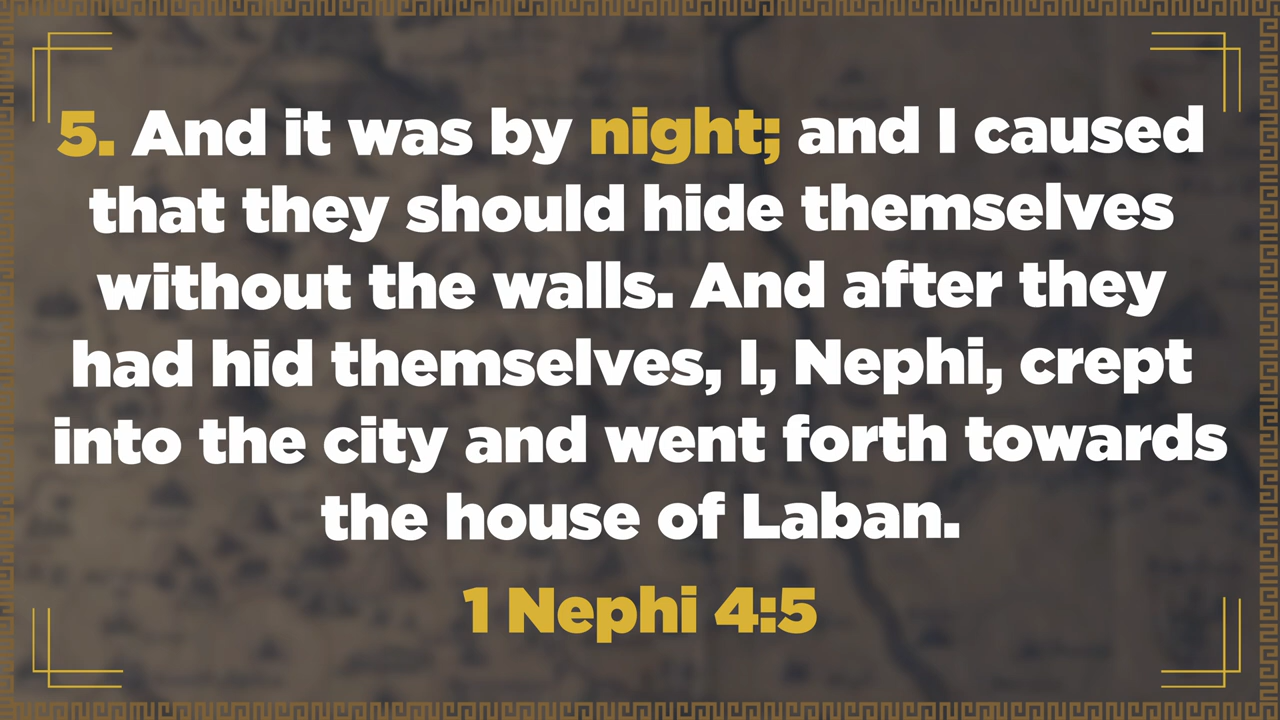 5. And it was by night; and I caused
that they should hide themselves
without the walls. And after they
had hid themselves, I, Nephi, crept
into the city and went forth towards
the house of Laban.
1 Nephi 4:5